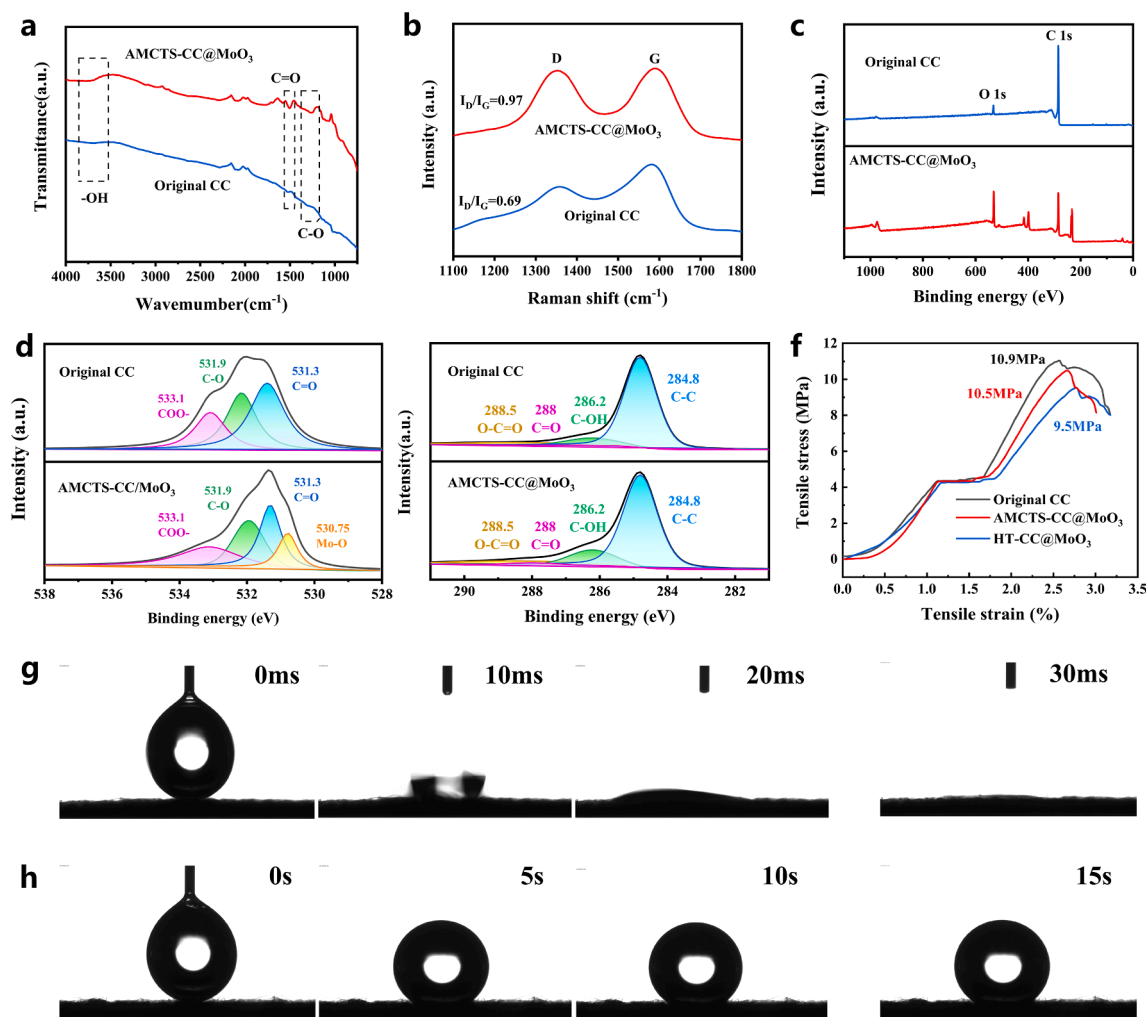 a
AMCTS-CC@MoO₃
C=O
-OH
Original CC
C-O
Transmittance(a.u.)
4000 3500 3000 2500 2000 1500 1000
Wavemumber(cm⁻¹)
b
D
G
I_D/I_G=0.97
AMCTS-CC@MoO₃
I_D/I_G=0.69
Original CC
Intensity (a.u.)
1100 1200 1300 1400 1500 1600 1700 1800
Raman shift (cm⁻¹)
c
C 1s
Original CC
O 1s
AMCTS-CC@MoO₃
Intensity (a.u.)
1000 800 600 400 200 0
Binding energy (eV)
d
Original CC
531.9
C-O
531.3
C=O
533.1
COO-
AMCTS-CC/MoO₃
531.9
C-O
531.3
C=O
533.1
COO-
530.75
Mo-O
Intensity (a.u.)
538 536 534 532 530 528
Binding energy (eV)
Original CC
284.8
C-C
286.2
C-OH
288.5
O-C=O
288
C=O
AMCTS-CC@MoO₃
284.8
C-C
286.2
C-OH
288.5
O-C=O
288
C=O
Intensity(a.u.)
290 288 286 284 282
Binding energy (eV)
f
10.9MPa
10.5MPa
9.5MPa
Original CC
AMCTS-CC@MoO₃
HT-CC@MoO₃
Tensile stress (MPa)
12
10
8
6
4
2
0
0.0 0.5 1.0 1.5 2.0 2.5 3.0 3.5
Tensile strain (%)
g
0ms
10ms
20ms
30ms
h
0s
5s
10s
15s